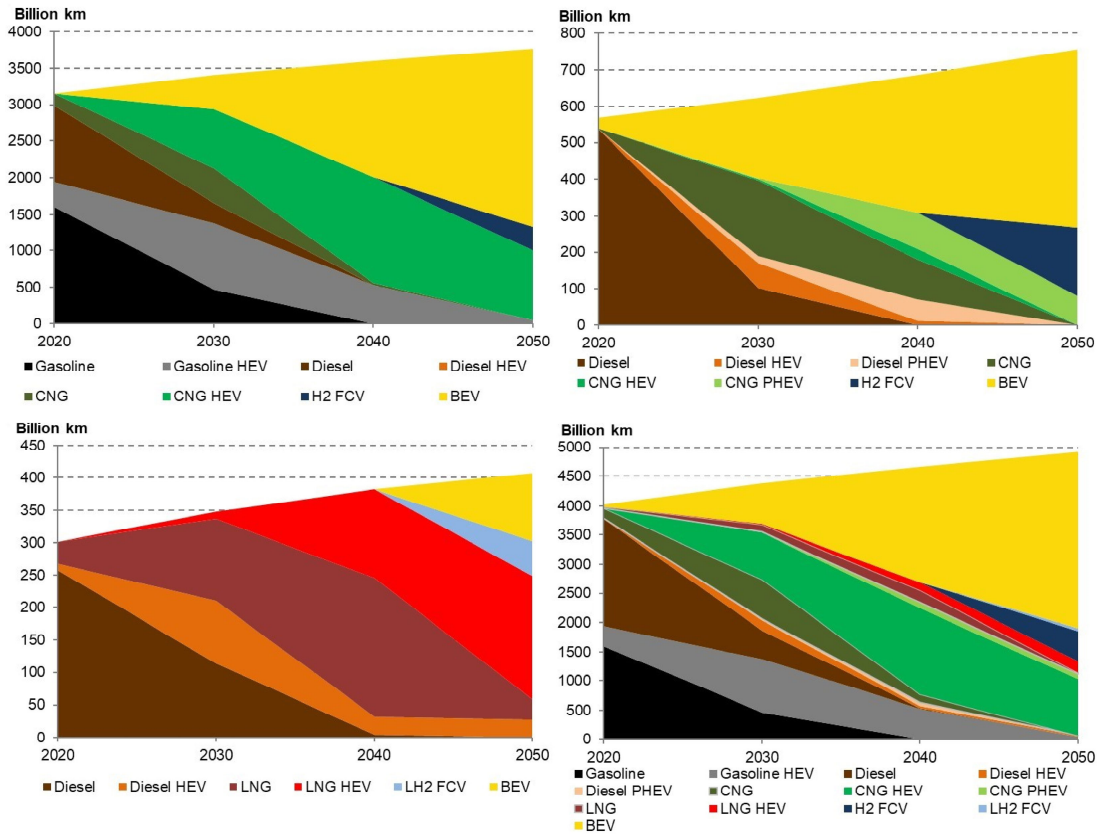 Billion km
4000
3500
3000
2500
2000
1500
1000
500
0
2020 2030 2040 2050
Gasoline Gasoline HEV Diesel Diesel HEV
CNG CNG HEV H2 FCV BEV
Billion km
800
700
600
500
400
300
200
100
0
2020 2030 2040 2050
Diesel Diesel HEV Diesel PHEV CNG
CNG HEV CNG PHEV H2 FCV BEV
Billion km
450
400
350
300
250
200
150
100
50
0
2020 2030 2040 2050
Diesel Diesel HEV LNG LNG HEV LH2 FCV BEV
Billion km
5000
4500
4000
3500
3000
2500
2000
1500
1000
500
0
2020 2030 2040 2050
Gasoline Gasoline HEV Diesel Diesel HEV
Diesel PHEV CNG CNG HEV CNG PHEV
LNG LNG HEV H2 FCV LH2 FCV
BEV